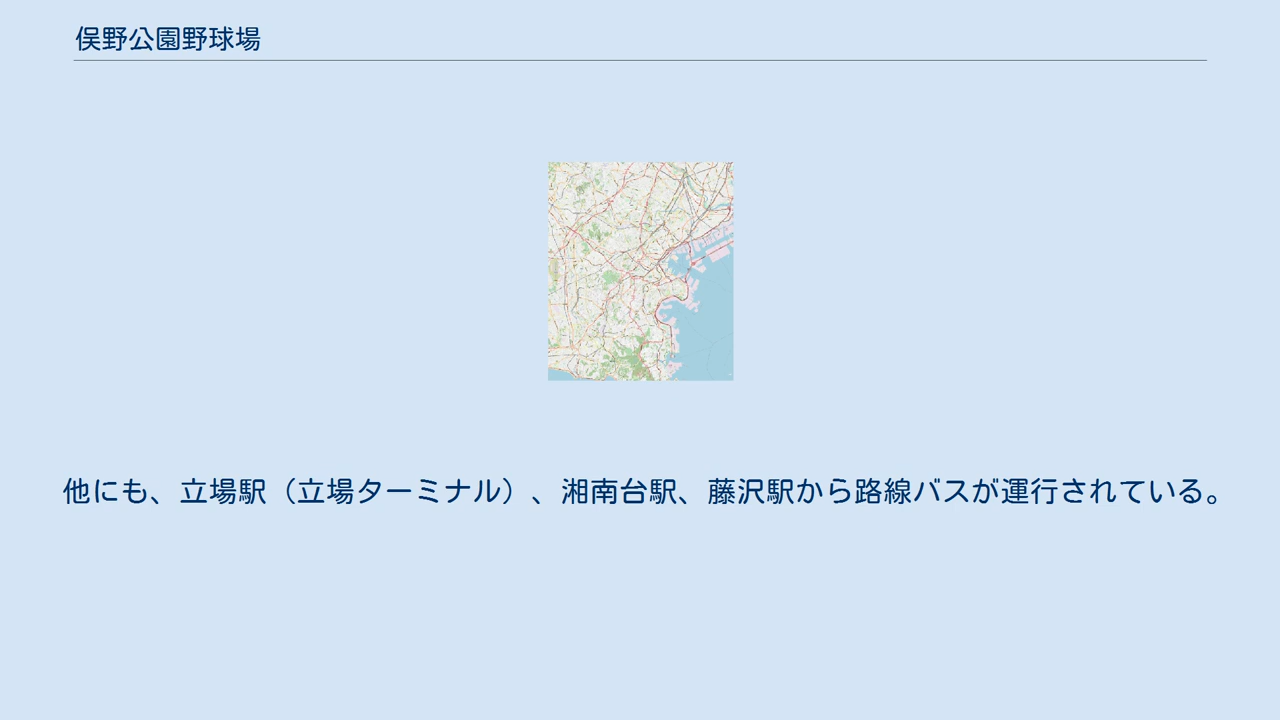 俣野公園野球場
他にも、立場駅（立場ターミナル）、湘南台駅、藤沢駅から路線バスが運行されている。